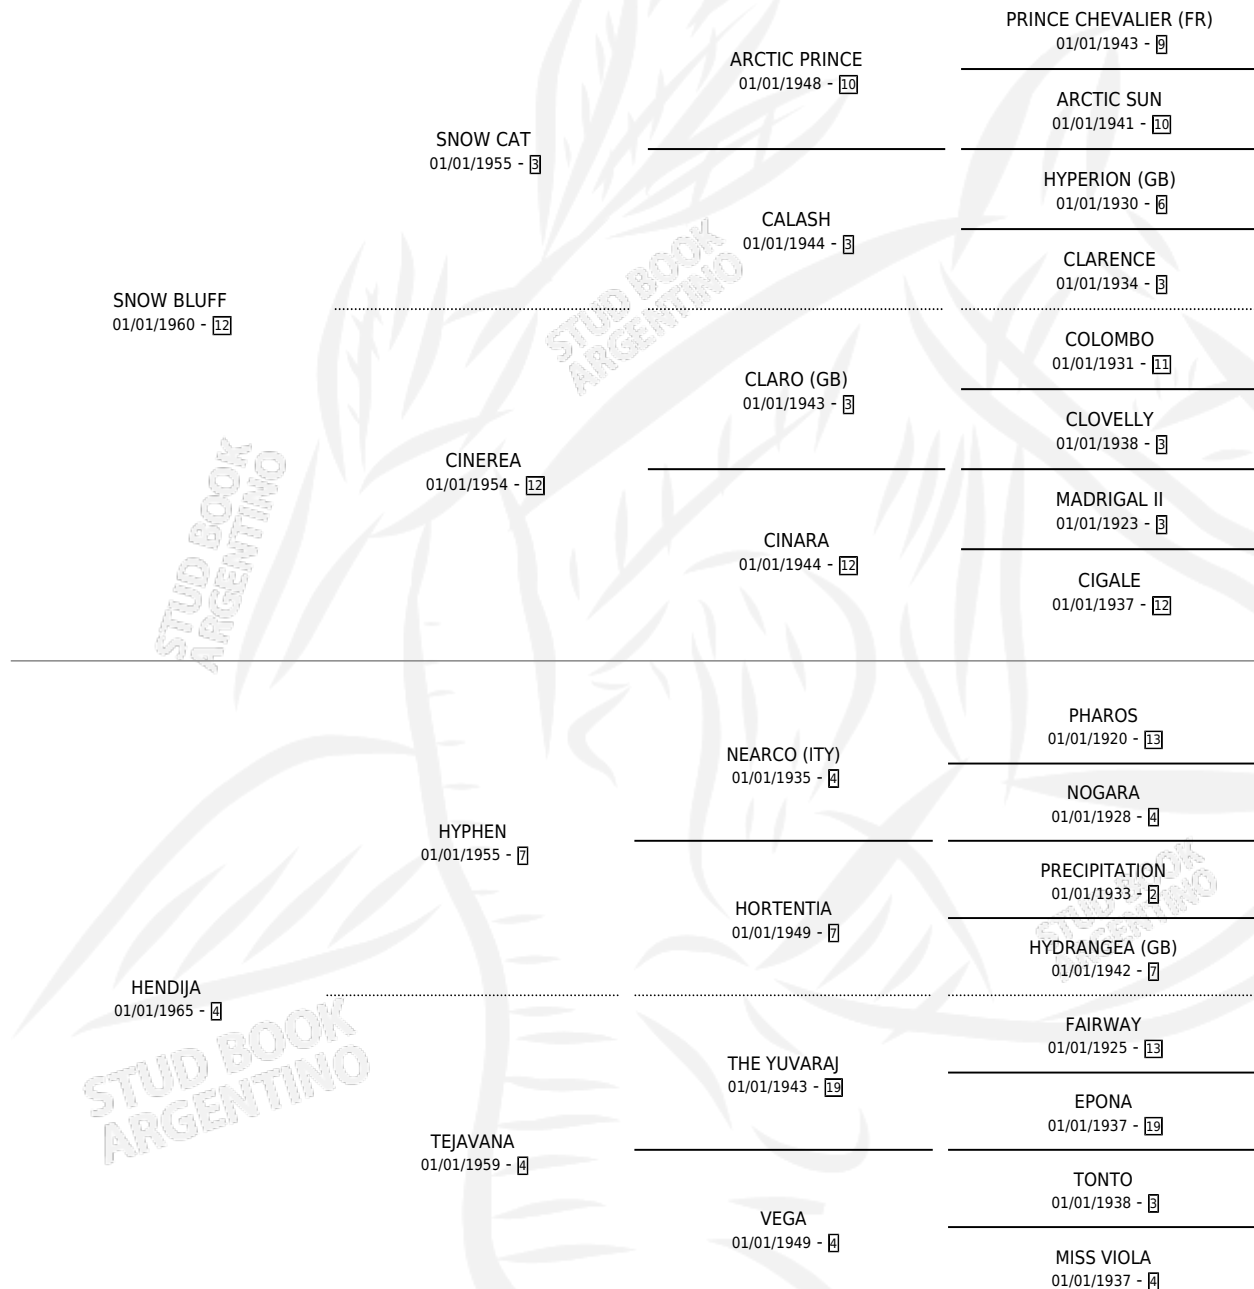 PRINCE CHEVALIER (FR)
01/01/1943 - 9
ARCTIC PRINCE
01/01/1948 - 10
ARCTIC SUN
01/01/1941 - 10
SNOW CAT
01/01/1955 - 3
HYPERION (GB)
01/01/1930 - 6
CALASH
01/01/1944 - 3
CLARENCE
01/01/1934 - 3
SNOW BLUFF
01/01/1960 - 12
COLOMBO
01/01/1931 - 11
CLARO (GB)
01/01/1943 - 3
CLOVELLY
01/01/1938 - 3
CINEREA
01/01/1954 - 12
MADRIGAL II
01/01/1923 - 3
CINARA
01/01/1944 - 12
CIGALE
01/01/1937 - 12
PHAROS
01/01/1920 - 13
NEARCO (ITY)
01/01/1935 - 4
NOGARA
01/01/1928 - 4
HYPHEN
01/01/1955 - 7
PRECIPITATION
01/01/1933 - 2
HORTENTIA
01/01/1949 - 7
HYDRANGEA (GB)
01/01/1942 - 7
HENDIJA
01/01/1965 - 4
FAIRWAY
01/01/1925 - 13
THE YUVARAJ
01/01/1943 - 19
EPONA
01/01/1937 - 19
TEJAVANA
01/01/1959 - 4
TONTO
01/01/1938 - 3
VEGA
01/01/1949 - 4
MISS VIOLA
01/01/1937 - 4
STUD BOOK
ARGENTINO
STUD BOOK
ARGENTINO
STUD BOOK
ARGENTINO
STUD BOOK
ARGENTINO